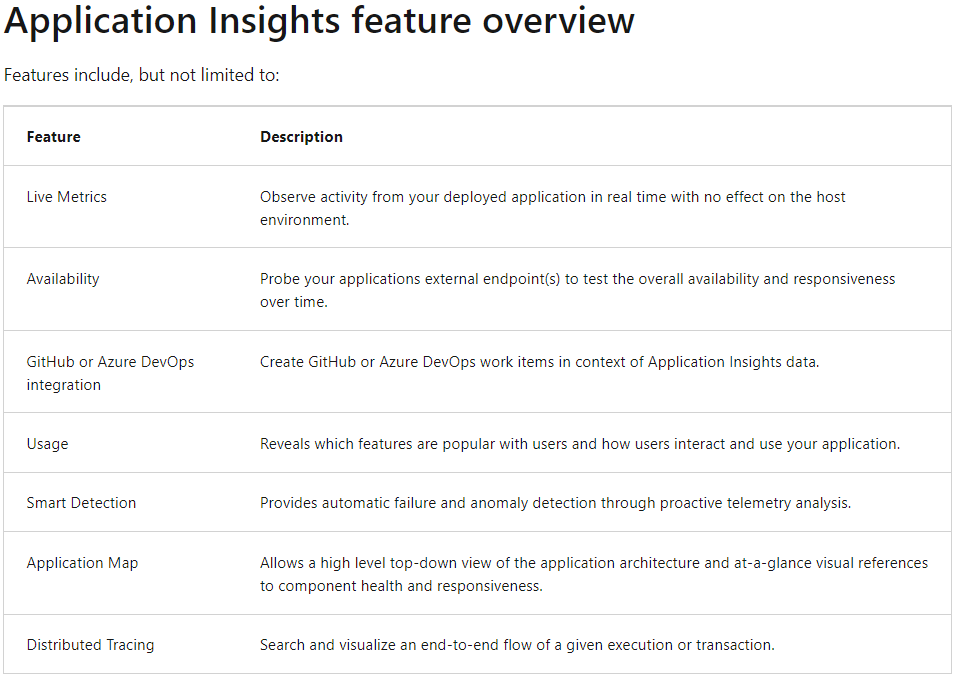 Application Insights feature overview
Features include, but not limited to:
Feature Description
Live Metrics Observe activity from your deployed application in real time with no effect on the host
environment.
Availability Probe your applications external endpoint(s) to test the overall availability and responsiveness
over time.
GitHub or Azure DevOps Create GitHub or Azure DevOps work items in context of Application Insights data.
integration
Usage Reveals which features are popular with users and how users interact and use your application.
Smart Detection Provides automatic failure and anomaly detection through proactive telemetry analysis.
Application Map Allows a high level top-down view of the application architecture and at-a-glance visual references
to component health and responsiveness.
Distributed Tracing Search and visualize an end-to-end flow of a given execution or transaction.